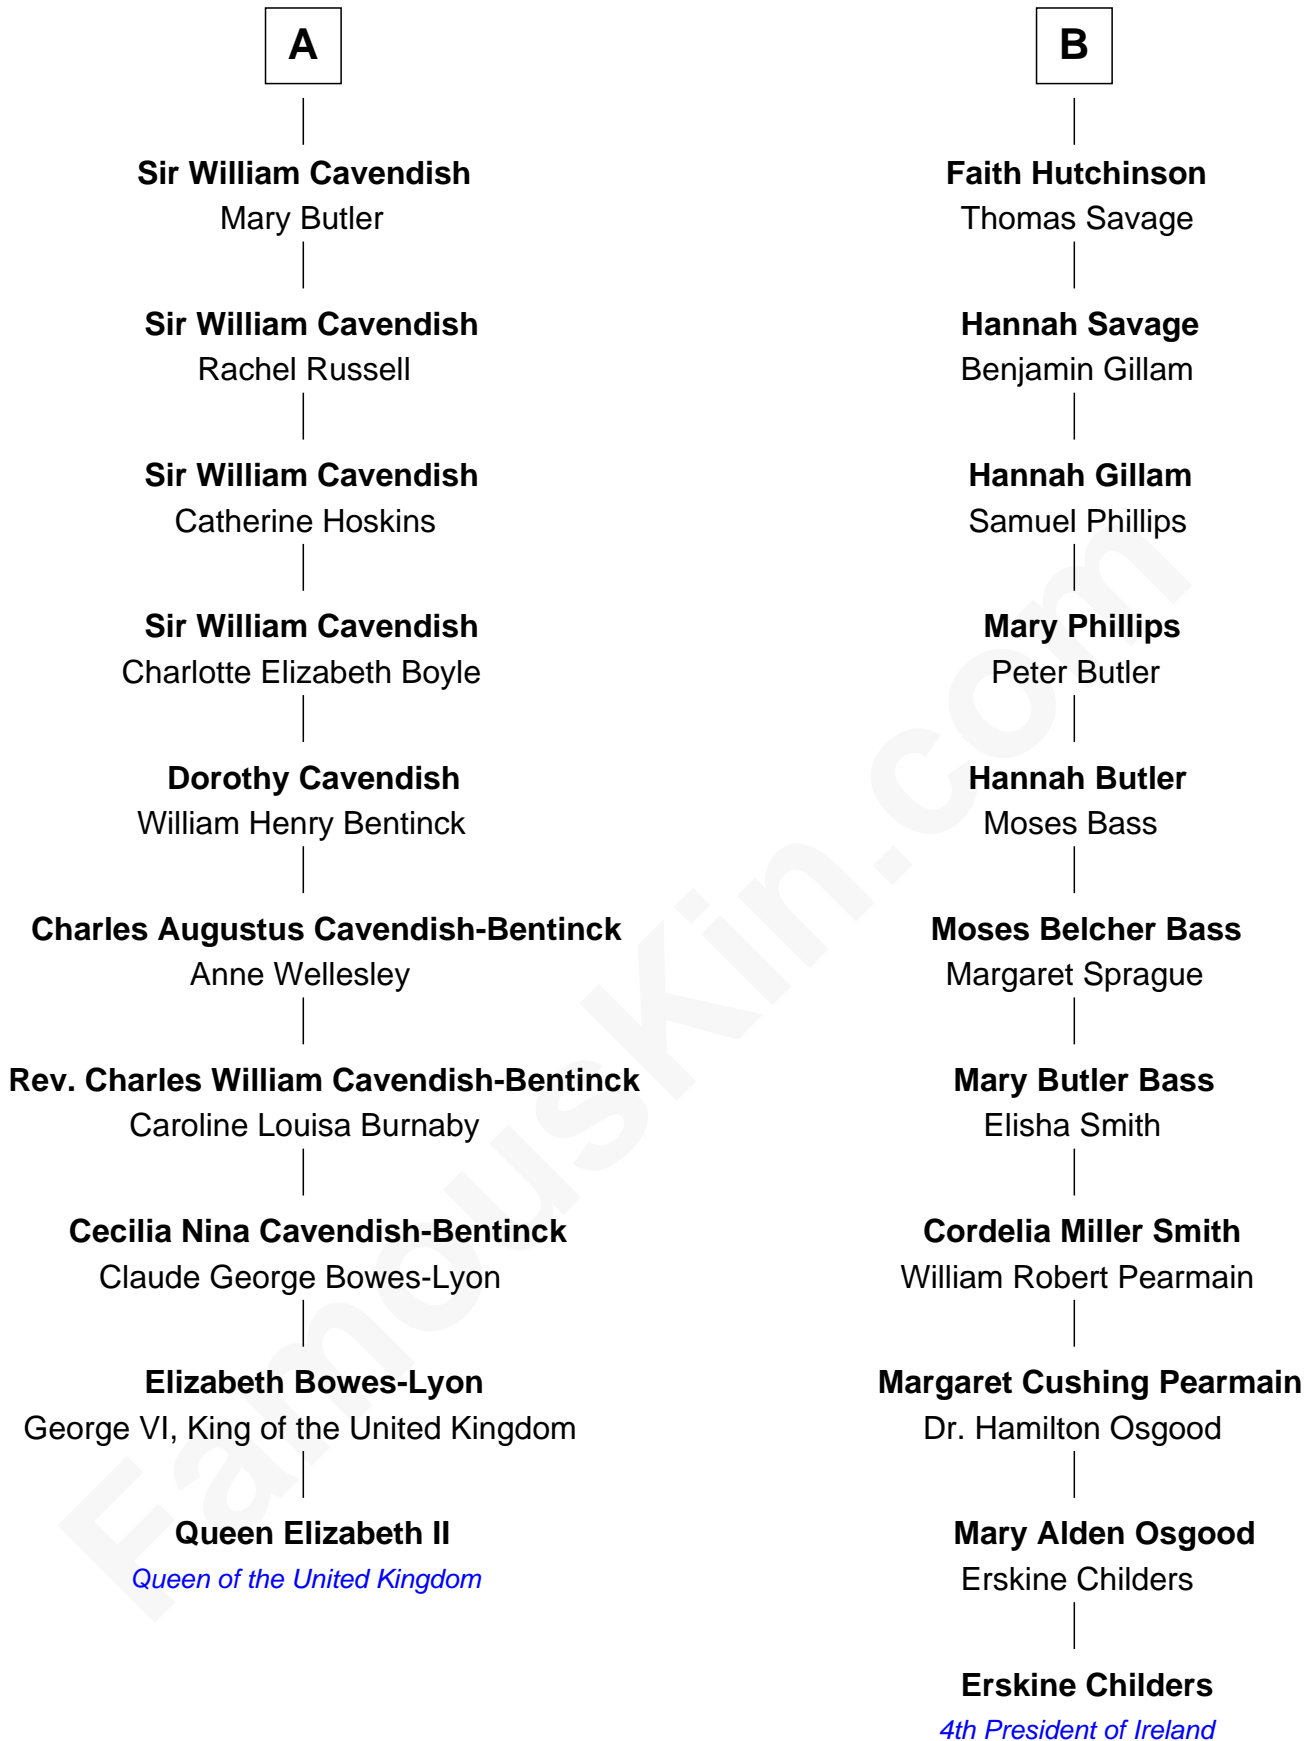 A
Sir William Cavendish
Mary Butler
Sir William Cavendish
Rachel Russell
Sir William Cavendish
Catherine Hoskins
Sir William Cavendish
Charlotte Elizabeth Boyle
Dorothy Cavendish
William Henry Bentinck
Charles Augustus Cavendish-Bentinck
Anne Wellesley
Rev. Charles William Cavendish-Bentinck
Caroline Louisa Burnaby
Cecilia Nina Cavendish-Bentinck
Claude George Bowes-Lyon
Elizabeth Bowes-Lyon
George VI, King of the United Kingdom
Queen Elizabeth II
Queen of the United Kingdom
B
Faith Hutchinson
Thomas Savage
Hannah Savage
Benjamin Gillam
Hannah Gillam
Samuel Phillips
Mary Phillips
Peter Butler
Hannah Butler
Moses Bass
Moses Belcher Bass
Margaret Sprague
Mary Butler Bass
Elisha Smith
Cordelia Miller Smith
William Robert Pearmain
Margaret Cushing Pearmain
Dr. Hamilton Osgood
Mary Alden Osgood
Erskine Childers
Erskine Childers
4th President of Ireland
FamousKin.com